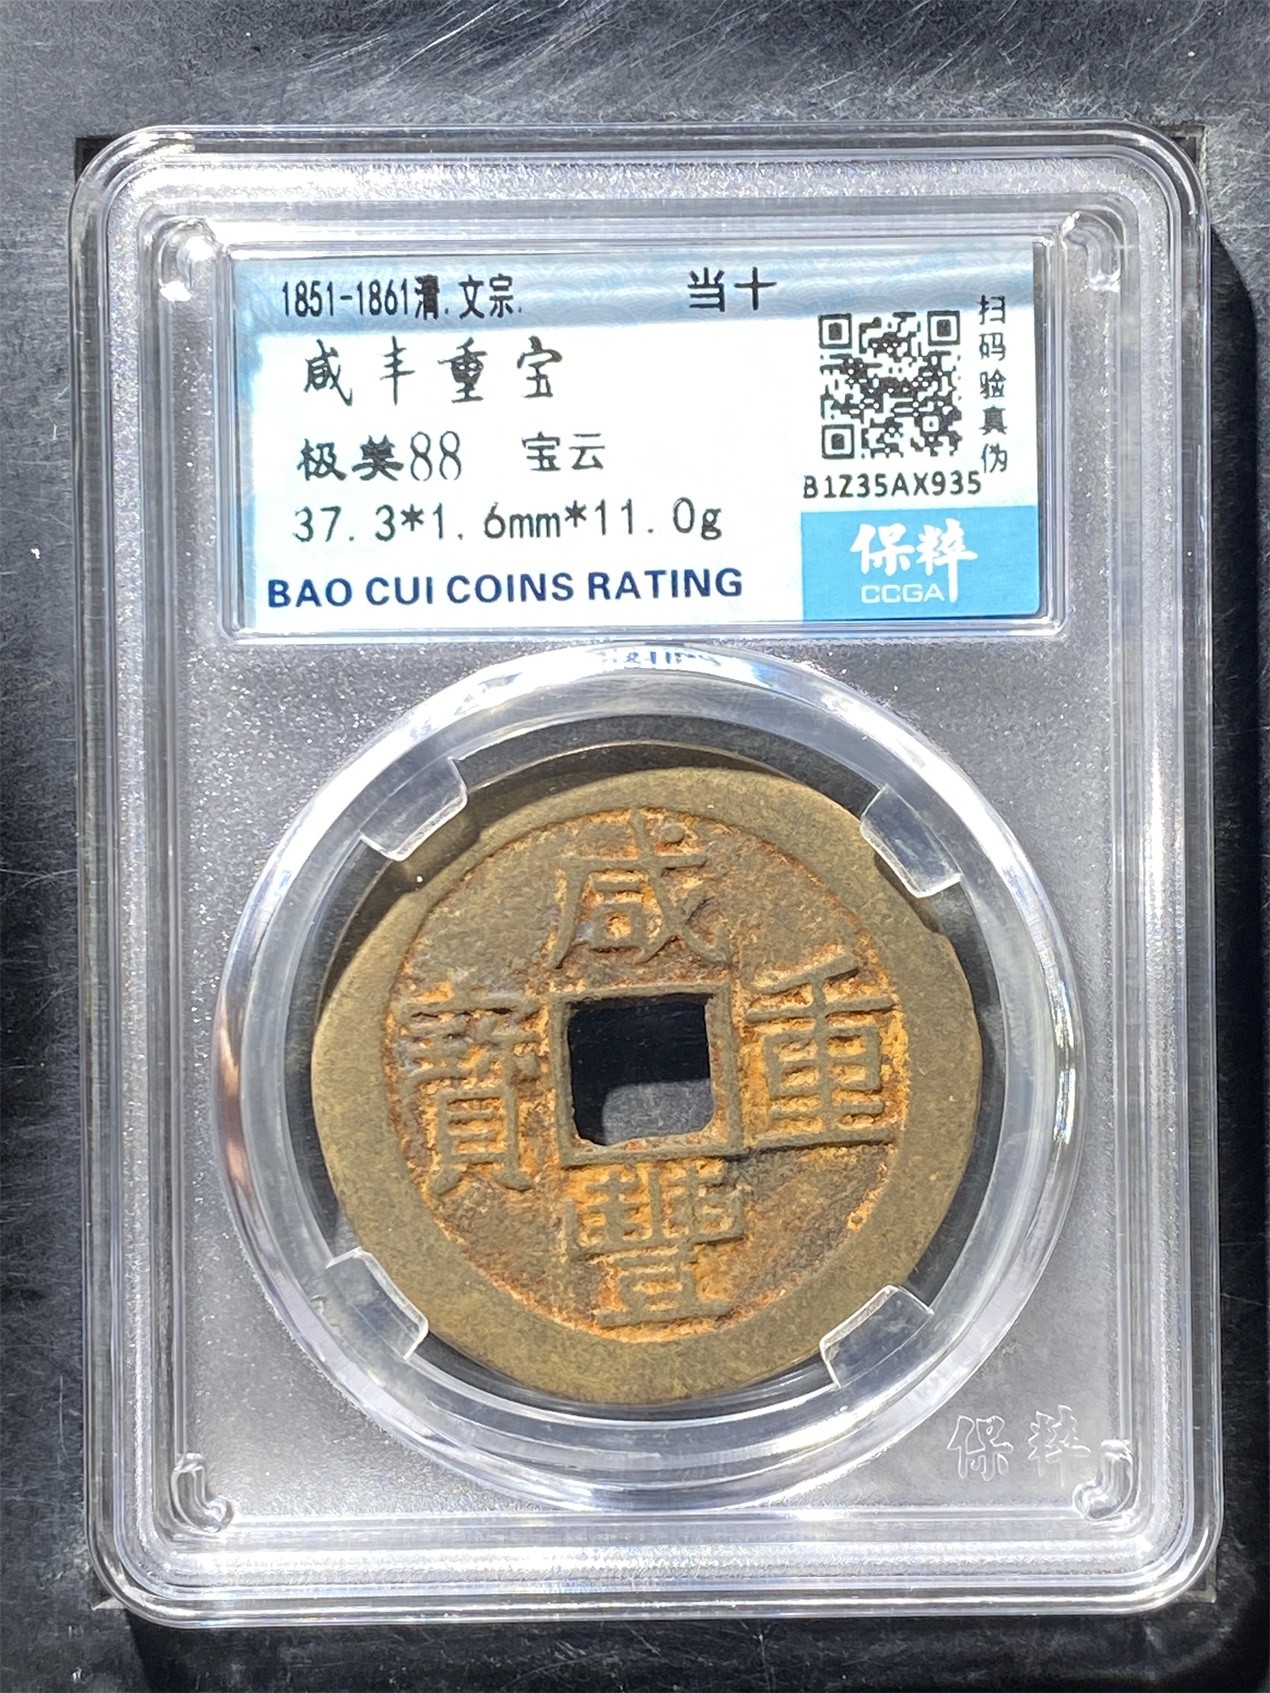 1851-1861清.文宗. 当十
咸丰重宝
极美88 宝云
37.3*1.6mm*11.0g
BAO CUI COINS RATING
扫码验真伪
B1Z35AX935
保粹
CCGA
咸
重
寶
豐
保粹